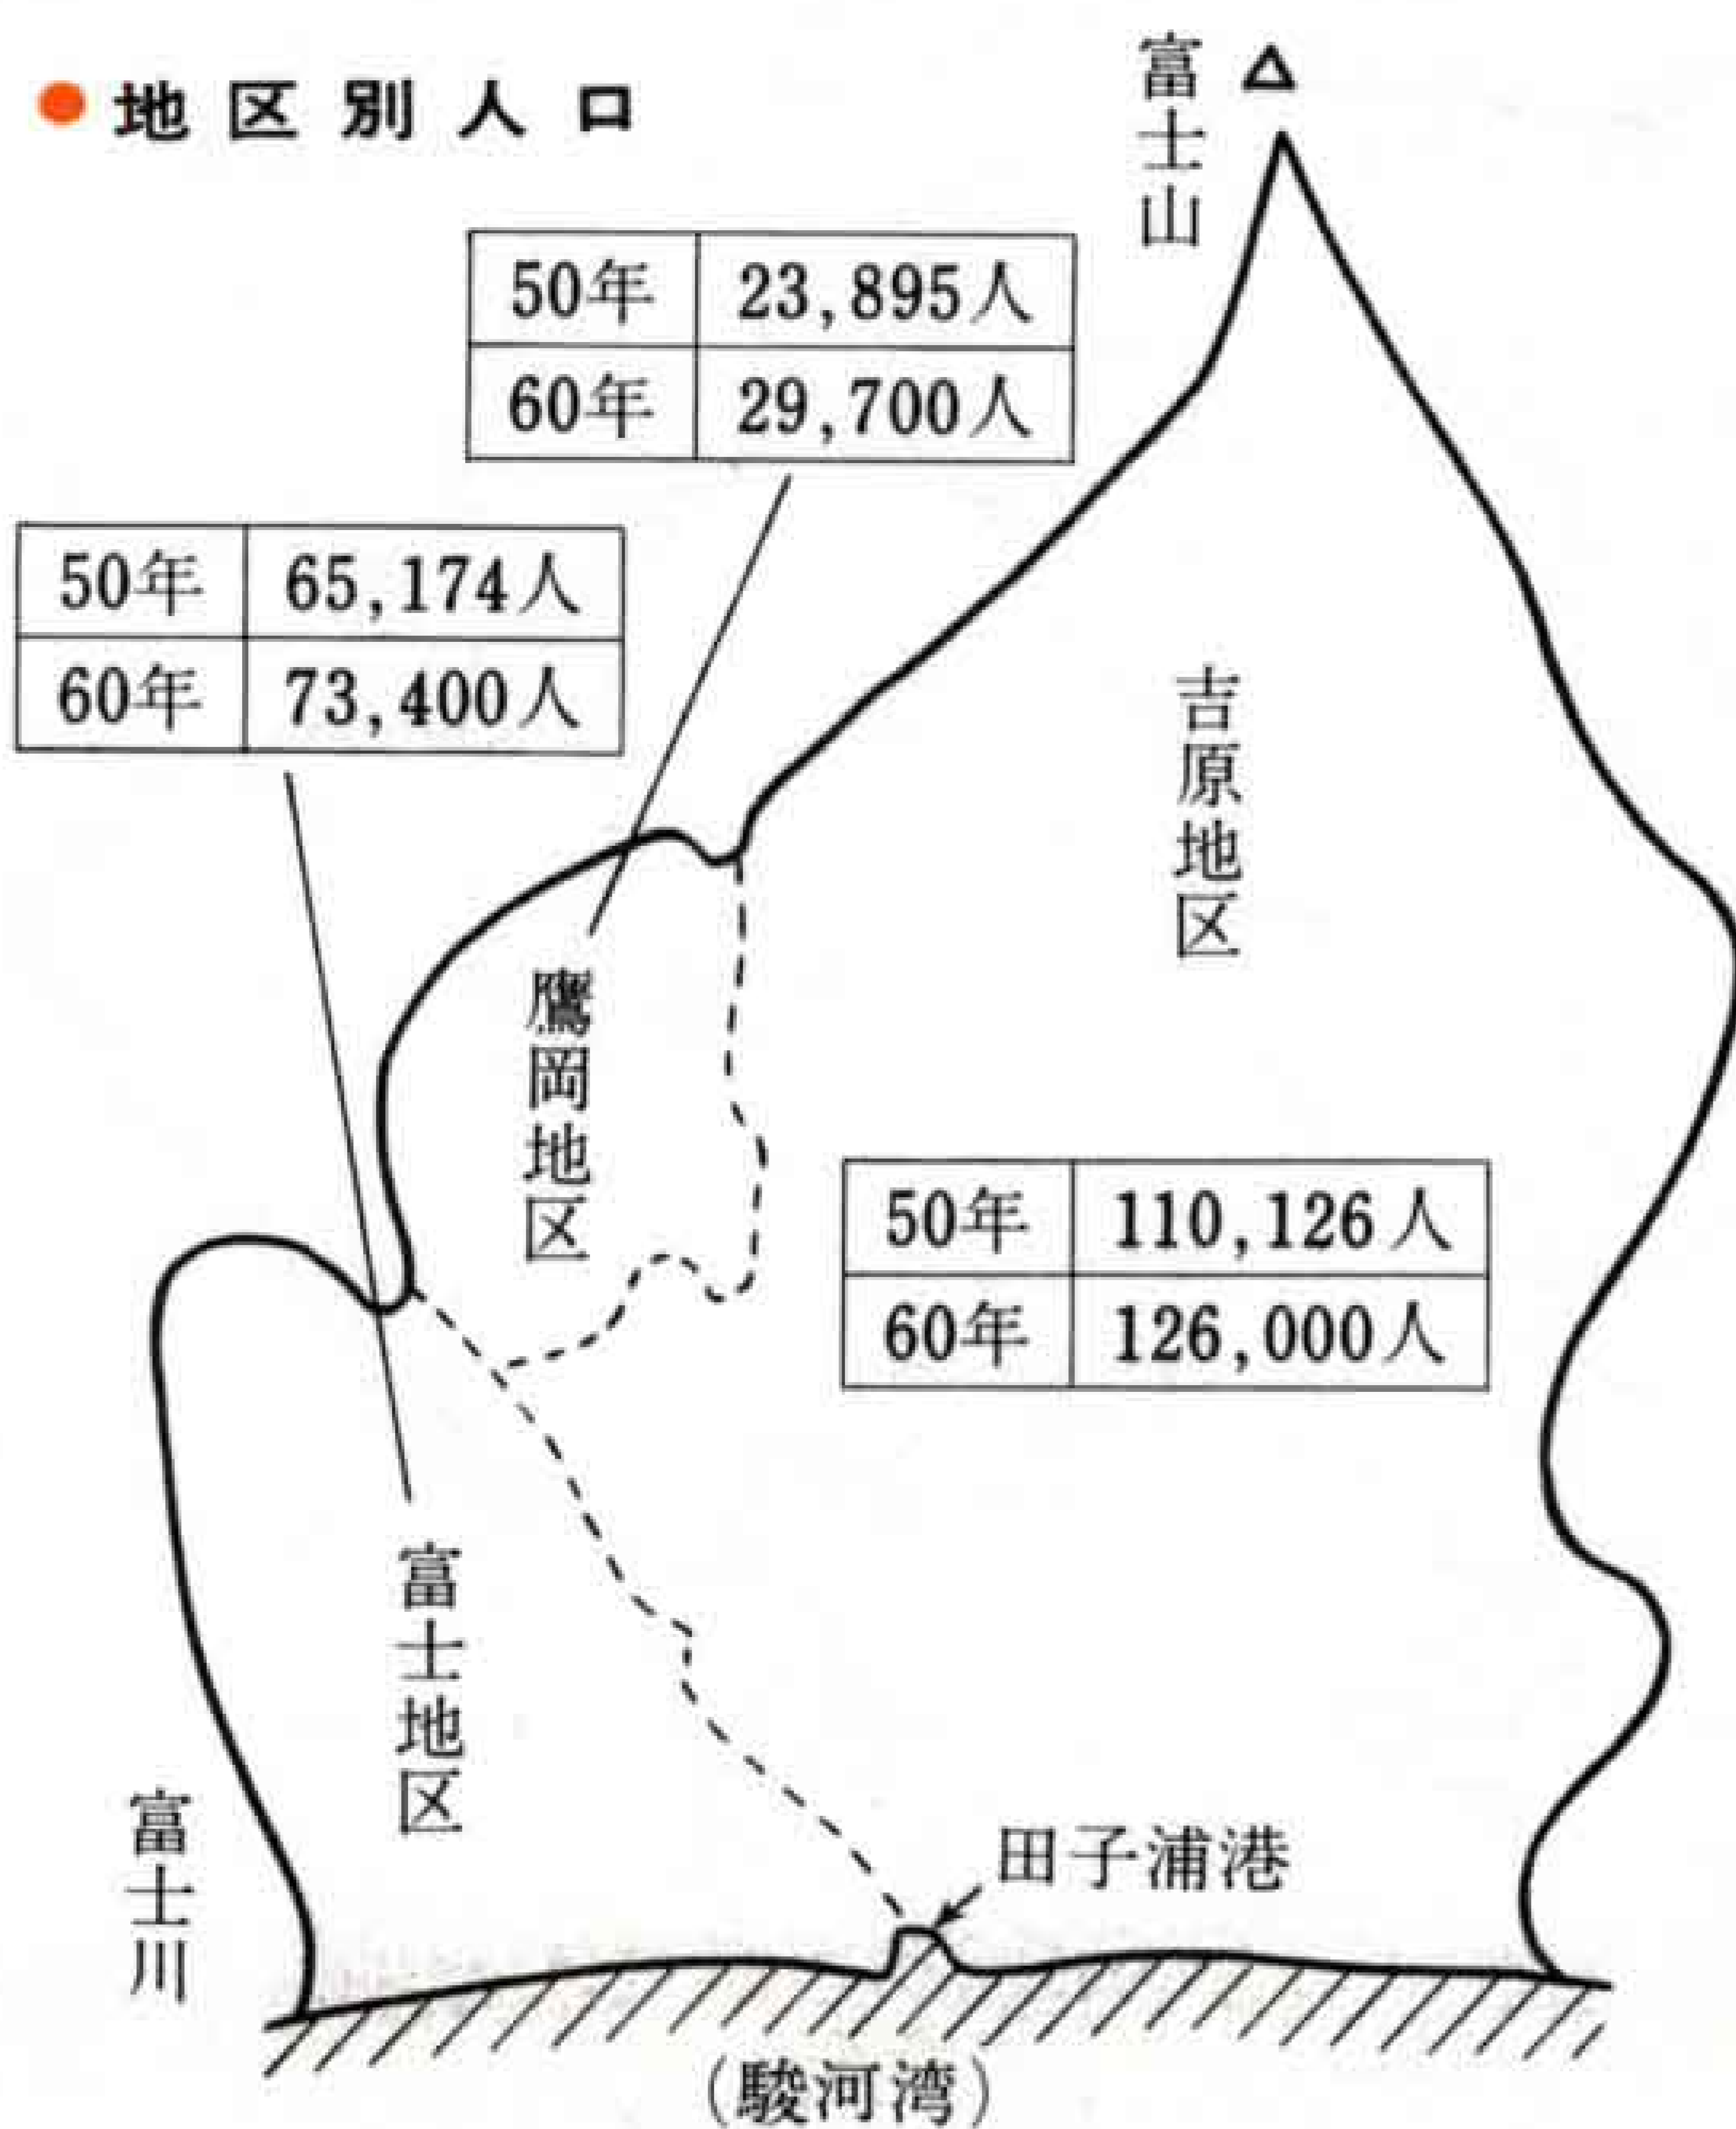 ● 地区別人口
富士山
50年 23,895人
60年 29,700人
50年 65,174人
60年 73,400人
吉原地区
鷹岡地区
50年 110,126人
60年 126,000人
富士地区
富士川
田子浦港
(駿河湾)